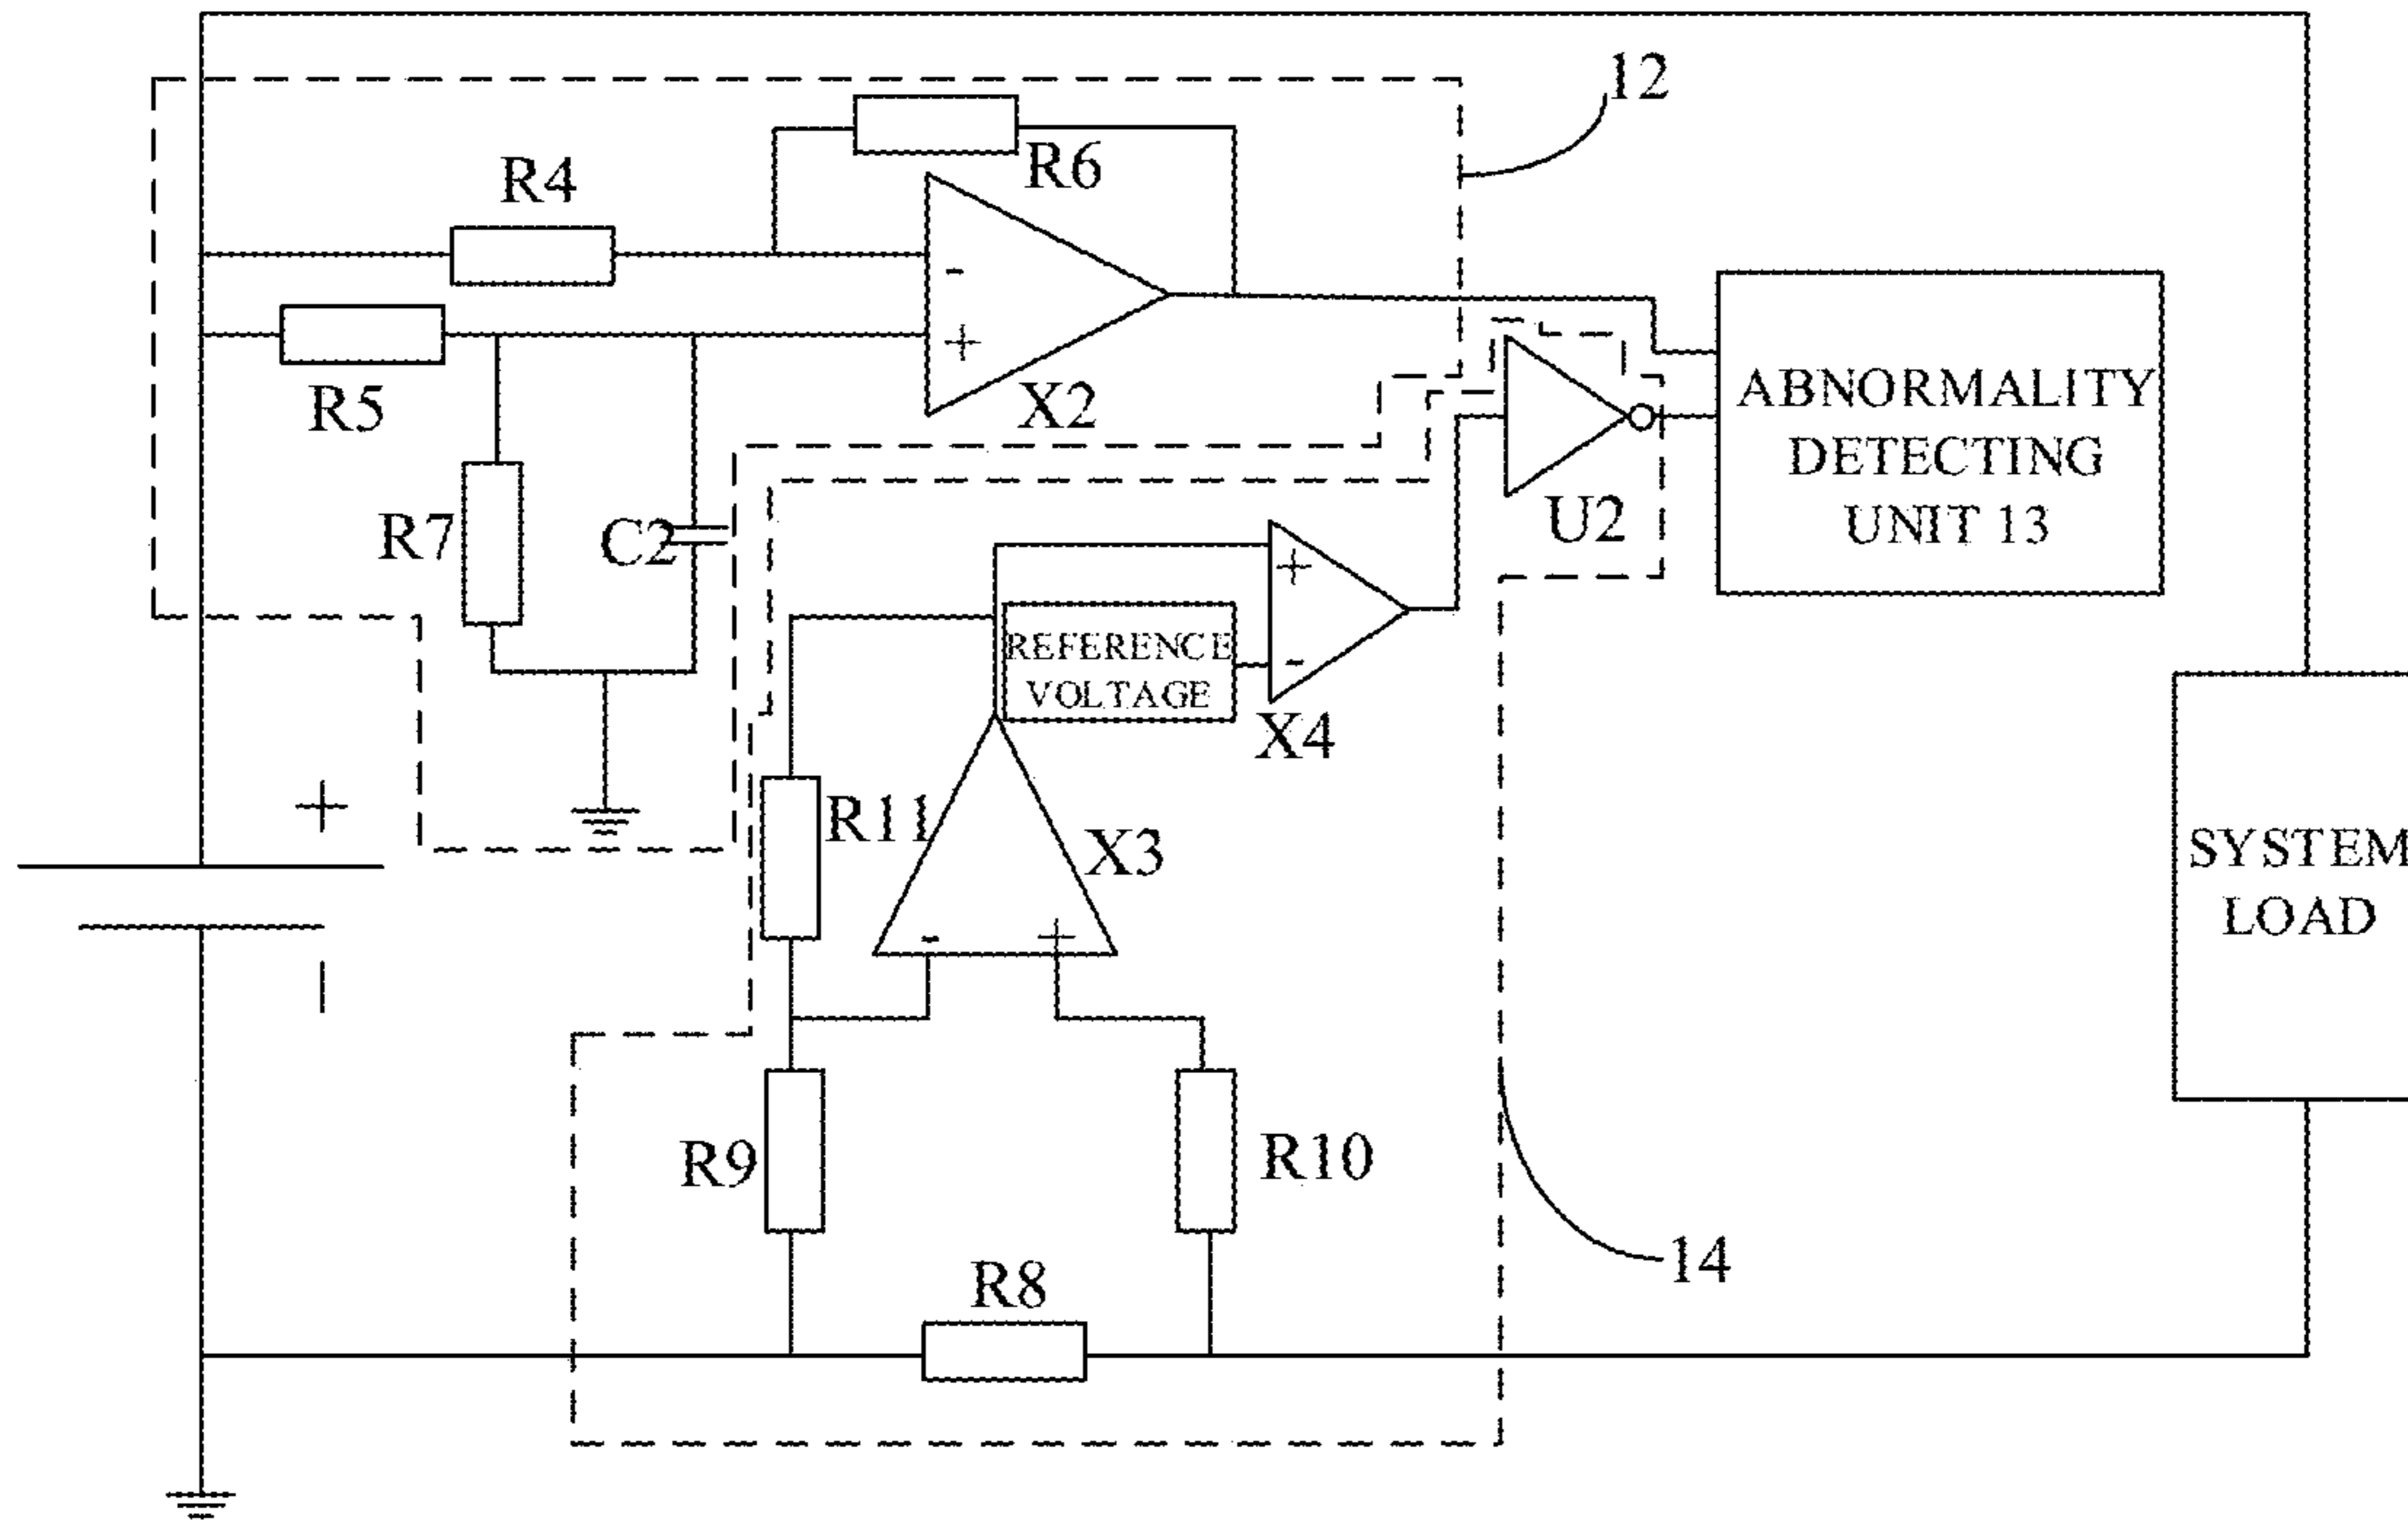 12
R6
R4
-
+
R5
X2
ABNORMALITY
DETECTING
UNIT 13
R7
C2
U2
+
REFERENCE
VOLTAGE
-
X4
+
R11
X3
SYSTEM
LOAD
-
+
-
R9
R10
R8
14